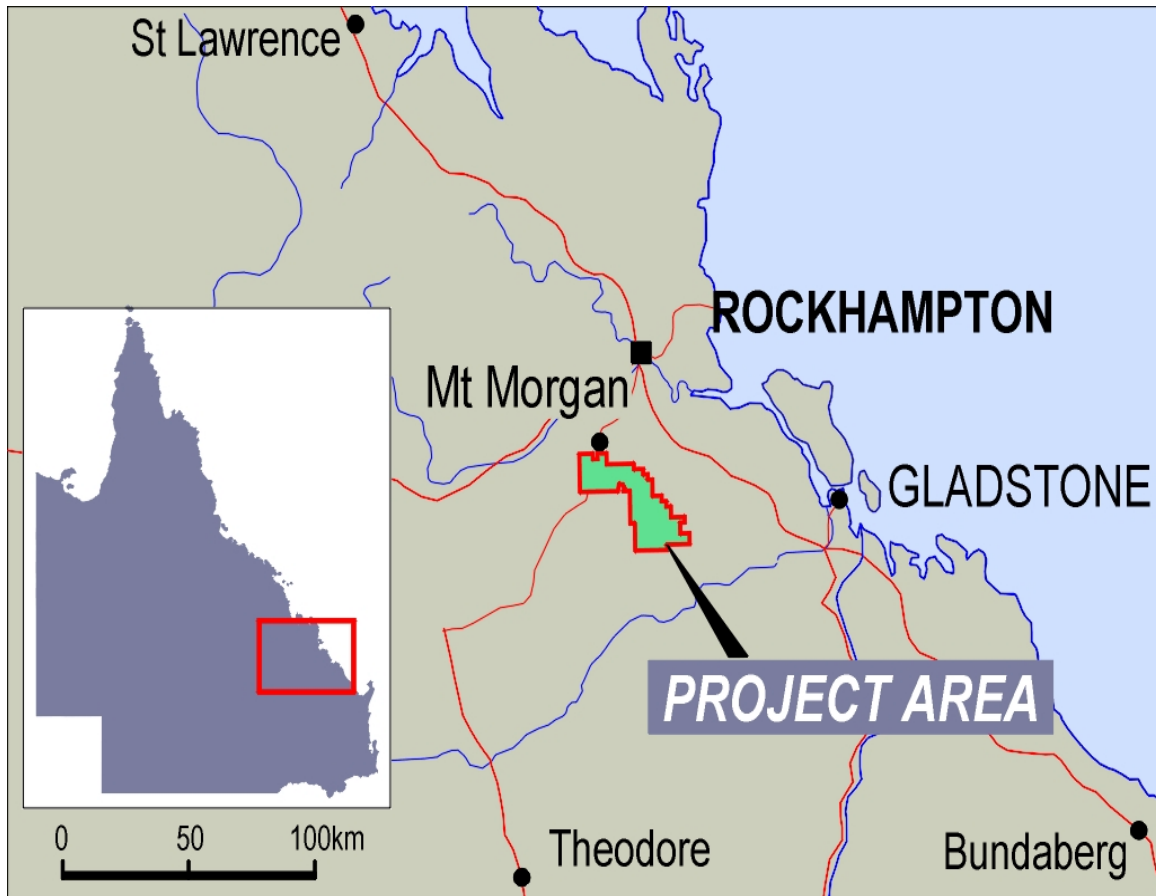 St Lawrence
ROCKHAMPTON
Mt Morgan
GLADSTONE
PROJECT AREA
0 50 100km
Theodore
Bundaberg